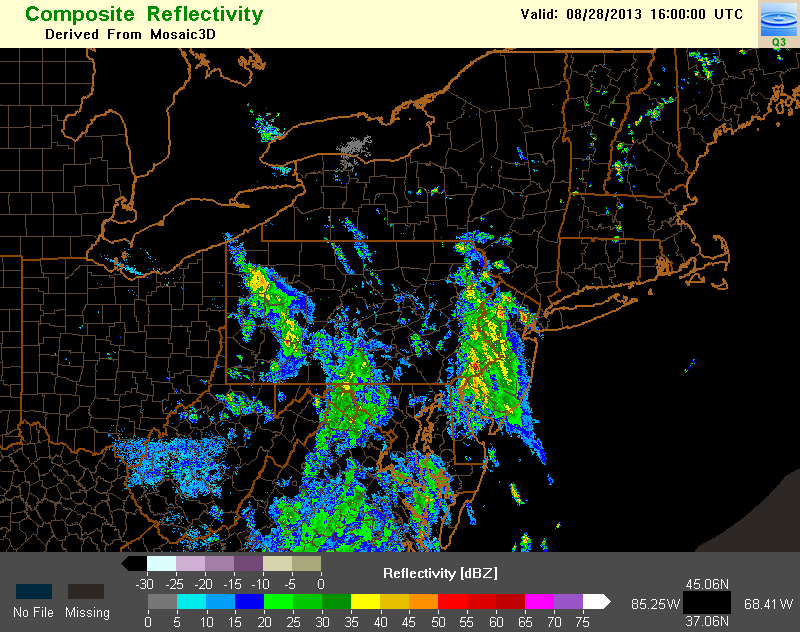 Composite Reflectivity
Derived From Mosaic3D
Valid: 08/28/2013 16:00:00 UTC
Q3
-30 -25 -20 -15 -10 -5 0
Reflectivity [dBZ]
No File Missing
0 5 10 15 20 25 30 35 40 45 50 55 60 65 70 75
45.06N
85.25W 68.41W
37.06N